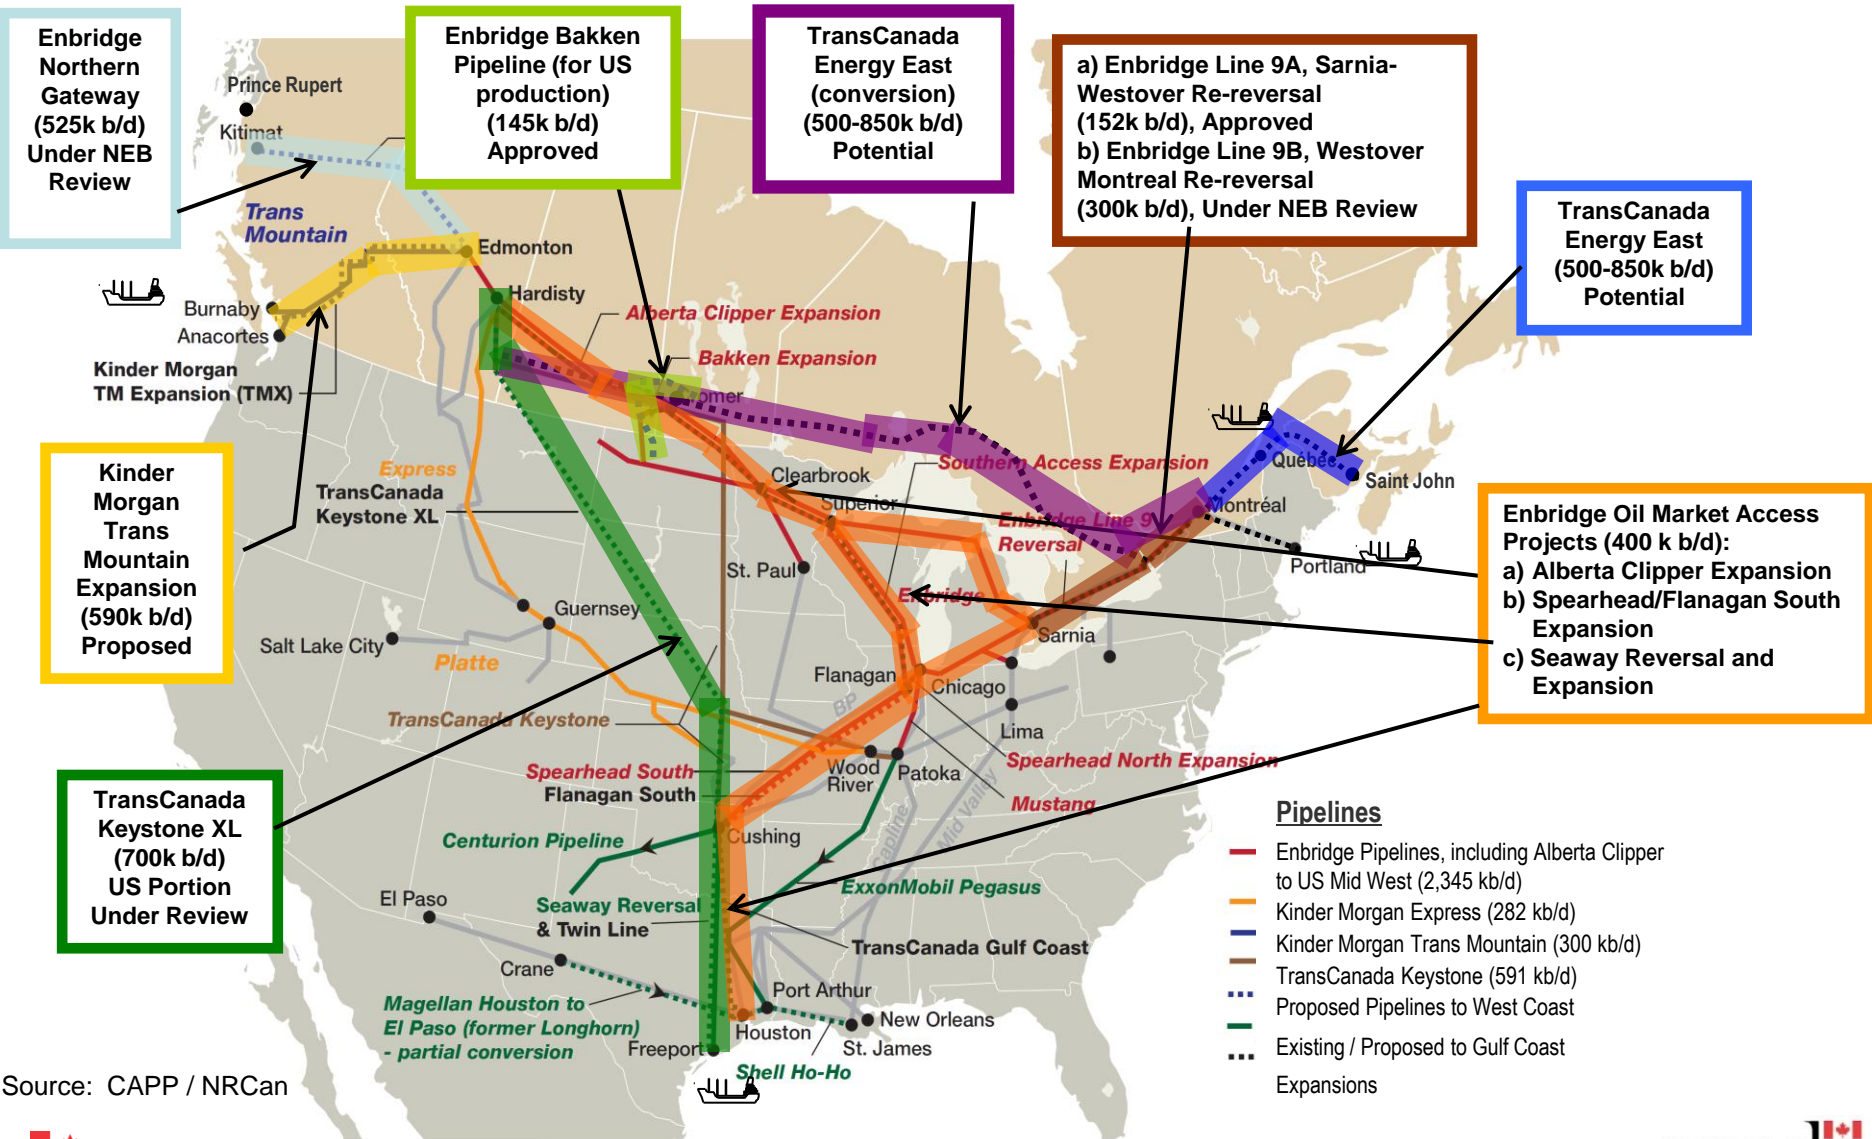 Enbridge
Northern
Gateway
(525k b/d)
Under NEB
Review
Enbridge Bakken
Pipeline (for US
production)
(145k b/d)
Approved
TransCanada
Energy East
(conversion)
(500-850k b/d)
Potential
a) Enbridge Line 9A, Sarnia-
Westover Re-reversal
(152k b/d), Approved
b) Enbridge Line 9B, Westover
Montreal Re-reversal
(300k b/d), Under NEB Review
TransCanada
Energy East
(500-850k b/d)
Potential
Prince Rupert
Kitimat
Trans
Mountain
Edmonton
Hardisty
Burnaby
Anacortes
Kinder Morgan
TM Expansion (TMX)
Alberta Clipper Expansion
Bakken Expansion
Cromer
Kinder
Morgan
Trans
Mountain
Expansion
(590k b/d)
Proposed
Express
TransCanada
Keystone XL
Clearbrook
Superior
Southern Access Expansion
Enbridge Line 9
Reversal
Québec
Saint John
Montréal
Portland
St. Paul
Enbridge
Sarnia
Enbridge Oil Market Access
Projects (400 k b/d):
a) Alberta Clipper Expansion
b) Spearhead/Flanagan South
Expansion
c) Seaway Reversal and
Expansion
Guernsey
Salt Lake City
Platte
Flanagan
Chicago
BP
Lima
TransCanada Keystone
Spearhead South
Flanagan South
Wood
River
Patoka
Spearhead North Expansion
Mustang
Capline
Mid Valley
TransCanada
Keystone XL
(700k b/d)
US Portion
Under Review
Centurion Pipeline
Cushing
ExxonMobil Pegasus
El Paso
Seaway Reversal
& Twin Line
TransCanada Gulf Coast
Crane
Port Arthur
Magellan Houston to
El Paso (former Longhorn)
- partial conversion
Houston
New Orleans
St. James
Freeport
Shell Ho-Ho
Pipelines
Enbridge Pipelines, including Alberta Clipper
to US Mid West (2,345 kb/d)
Kinder Morgan Express (282 kb/d)
Kinder Morgan Trans Mountain (300 kb/d)
TransCanada Keystone (591 kb/d)
Proposed Pipelines to West Coast
Existing / Proposed to Gulf Coast
Expansions
Source: CAPP / NRCan